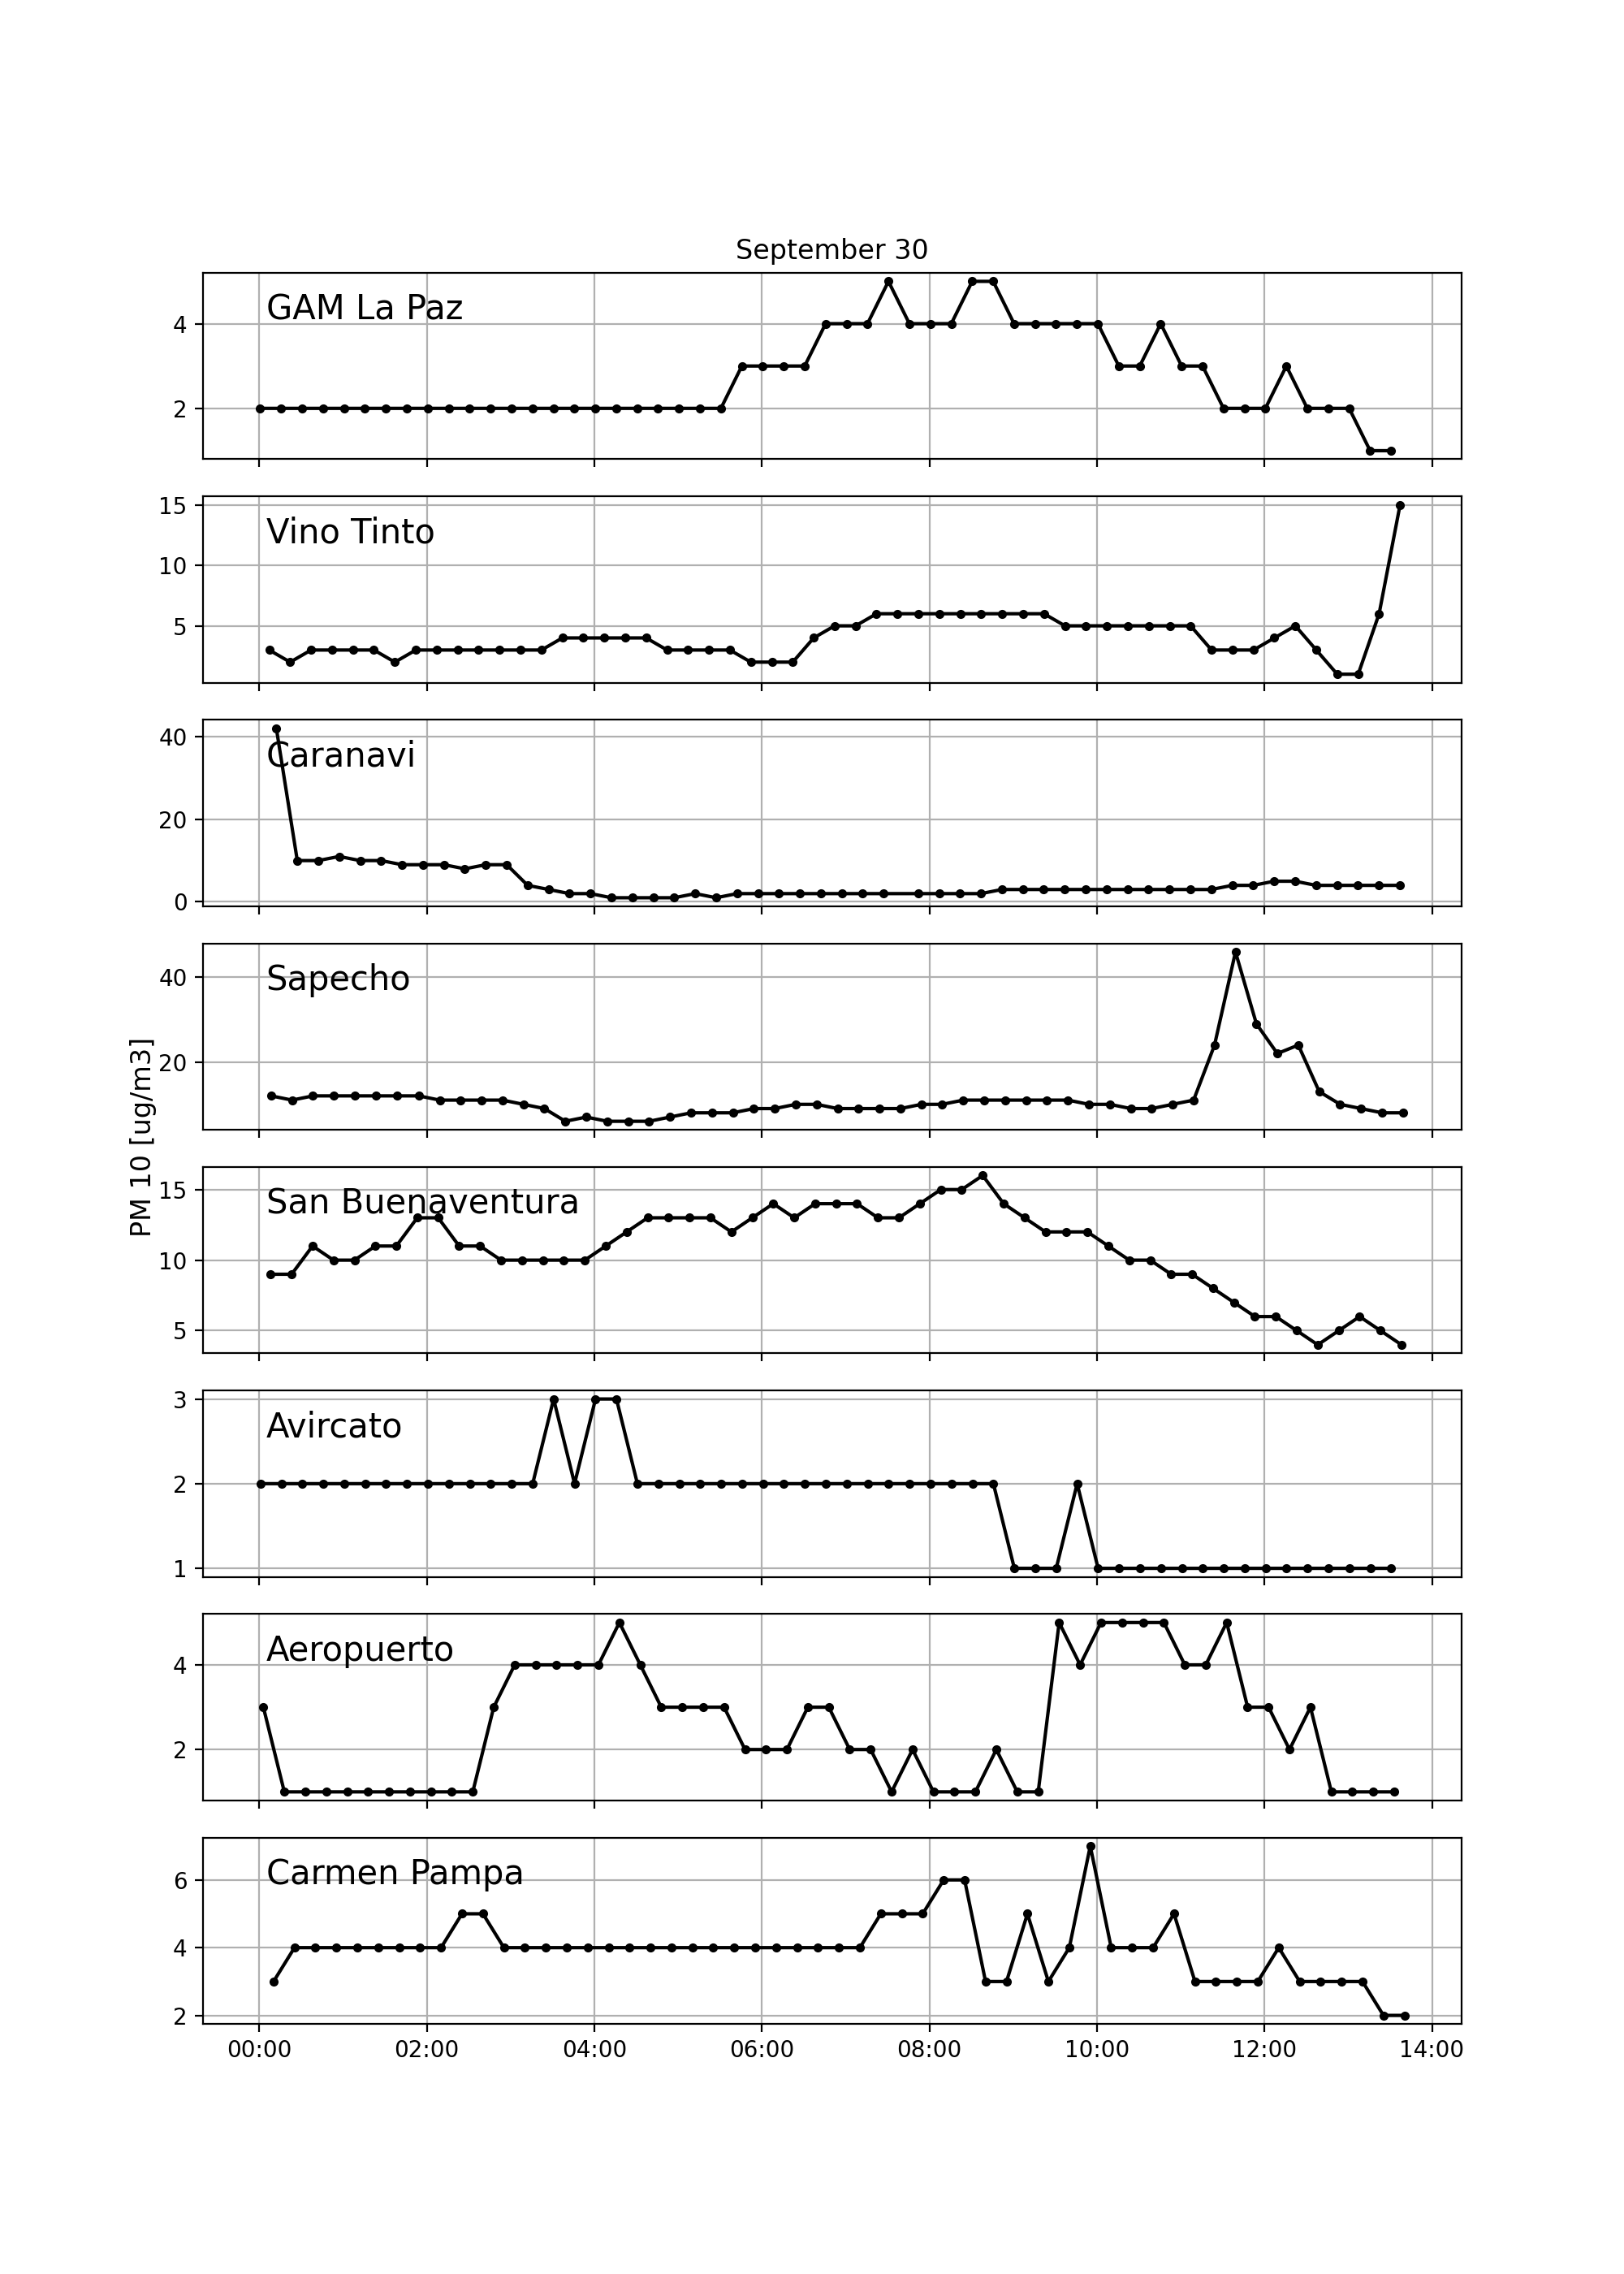 September 30
GAM La Paz
4
2
Vino Tinto
15
10
5
Caranavi
40
20
0
Sapecho
40
20
PM 10 [ug/m3]
San Buenaventura
15
10
5
Avircato
3
2
1
Aeropuerto
4
2
Carmen Pampa
6
4
2
00:00 02:00 04:00 06:00 08:00 10:00 12:00 14:00